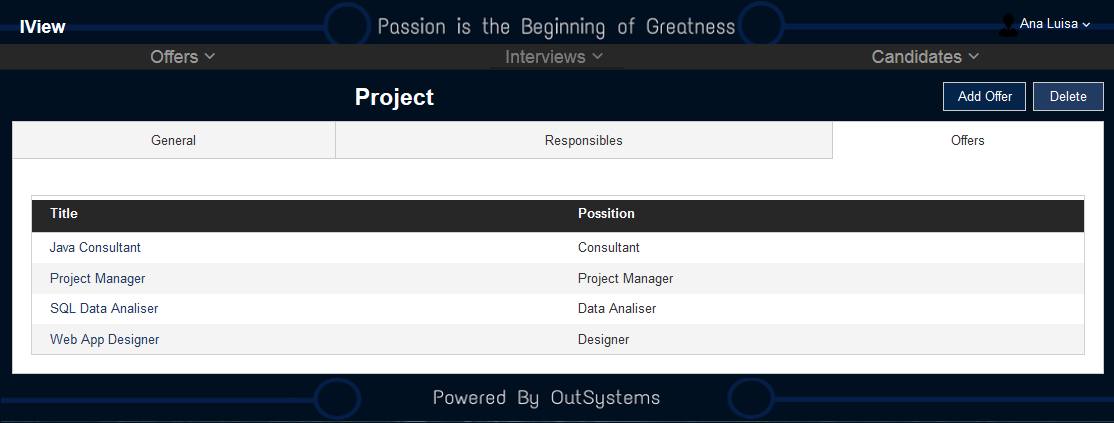 IView Passion is the Beginning of Greatness Ana Luisa
Offers Interviews Candidates
Project Add Offer Delete
General Responsibles Offers
Title Possition
Java Consultant Consultant
Project Manager Project Manager
SQL Data Analiser Data Analiser
Web App Designer Designer
Powered By OutSystems